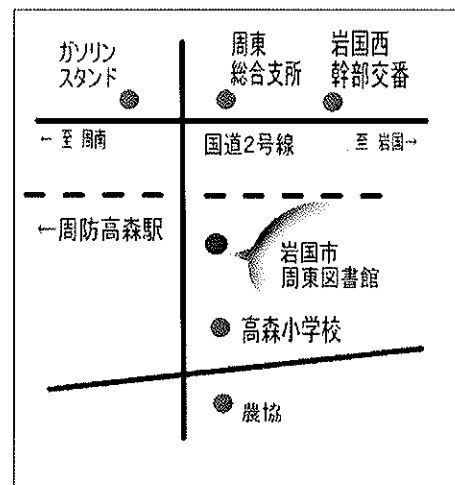 ガソリン
スタンド
周東
総合支所
岩国西
幹部交番
← 至 周南
国道2号線
至 岩国→
←周防高森駅
岩国市
周東図書館
高森小学校
農協